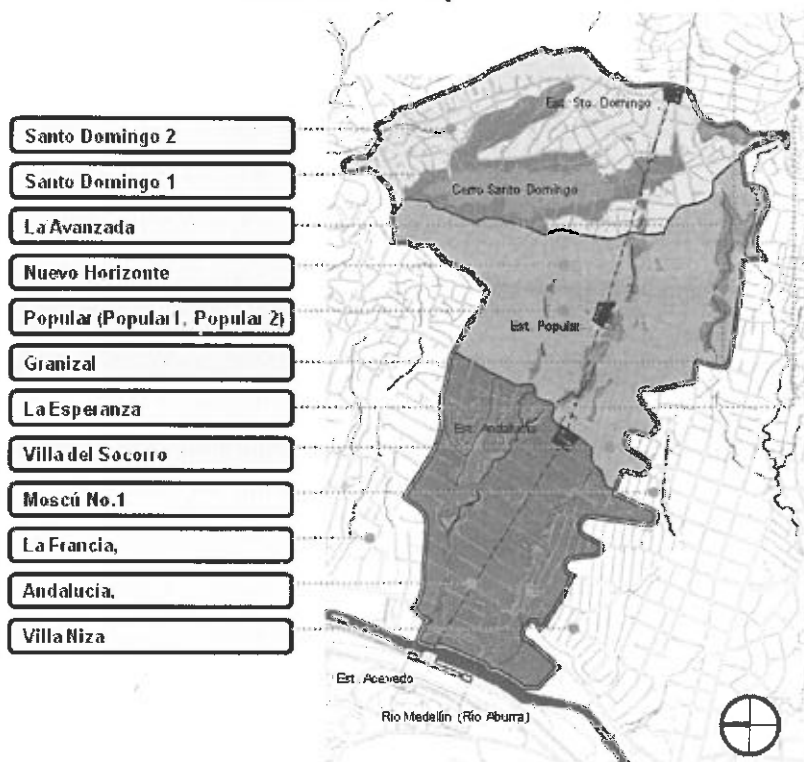 Santo Domingo 2
Santo Domingo 1
La Avanzada
Nuevo Horizonte
Popular (Popular 1, Popular 2)
Granizal
La Esperanza
Villa del Socorro
Moscú No.1
La Francia,
Andalucía,
Villa Niza
Est. Sto. Domingo
Cerro Santo Domingo
Est. Popular
Est. Andalucía
Est. Acevedo
Rio Medellin (Rio Aburra)